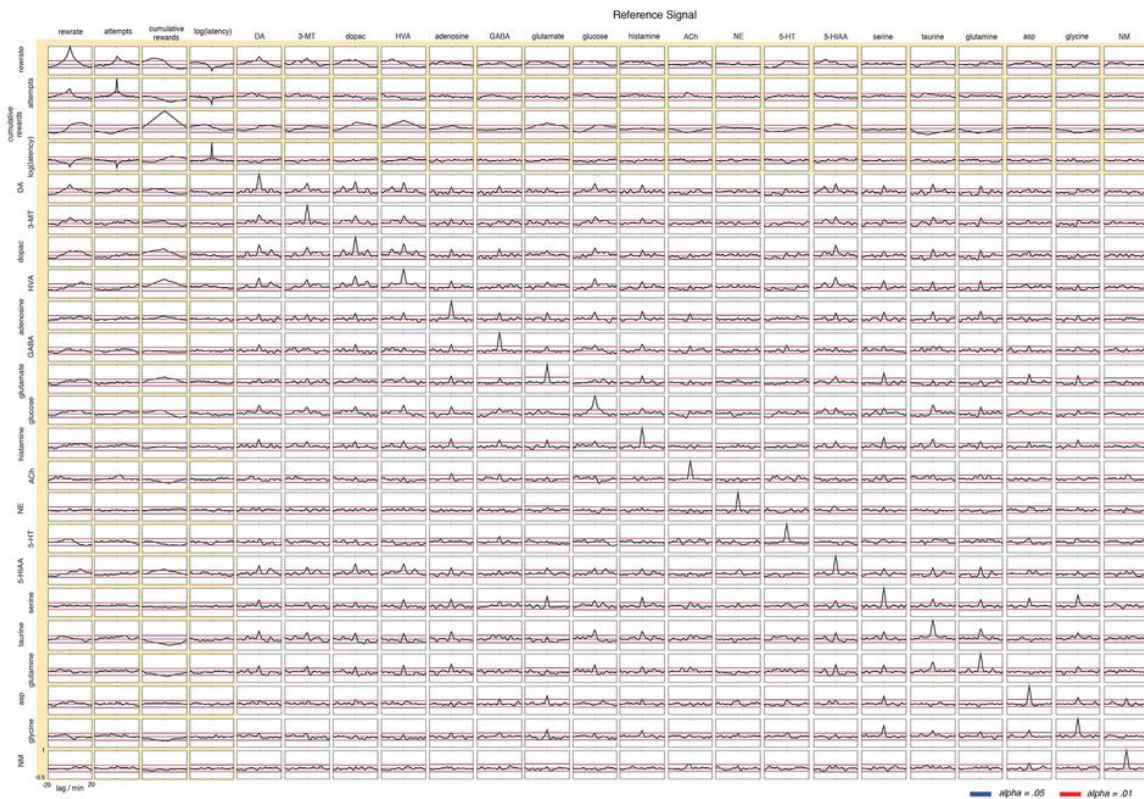 Reference Signal
rewrate attempts cumulative rewards log(latency) DA 3-MT dopac HVA adenosine GABA glutamate glucose histamine ACh NE 5-HT 5-HIAA serine taurine glutamine asp glycine NM
rewrate
attempts
cumulative
rewards
log(latency)
DA
3-MT
dopac
HVA
adenosine
GABA
glutamate
glucose
histamine
ACh
NE
5-HT
5-HIAA
serine
taurine
glutamine
asp
glycine
NM
1
-0.5
-20 20
lag / min
alpha = .05 alpha = .01